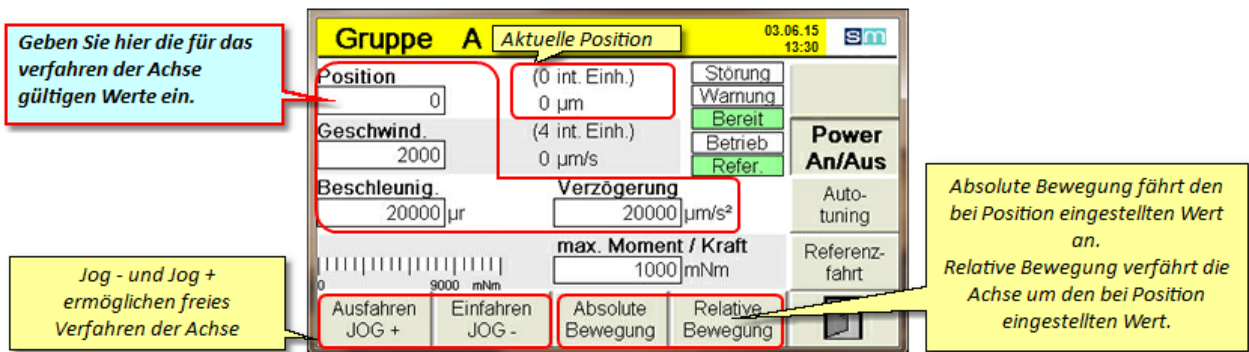 Geben Sie hier die für das
verfahren der Achse
gültigen Werte ein.
Gruppe A
Aktuelle Position
03.06.15
13:30
sm
Position
(0 int. Einh.)
0
0 µm
Störung
Warnung
Bereit
Betrieb
Refer.
Geschwind.
(4 int. Einh.)
2000
0 µm/s
Power
An/Aus
Beschleunig.
Verzögerung
20000 µr
20000 µm/s²
Auto-
tuning
max. Moment / Kraft
1000 mNm
0 9000 mNm
Referenz-
fahrt
Ausfahren
JOG +
Einfahren
JOG -
Absolute
Bewegung
Relative
Bewegung
Jog - und Jog +
ermöglichen freies
Verfahren der Achse
Absolute Bewegung fährt den
bei Position eingestellten Wert
an.
Relative Bewegung verfährt die
Achse um den bei Position
eingestellten Wert.